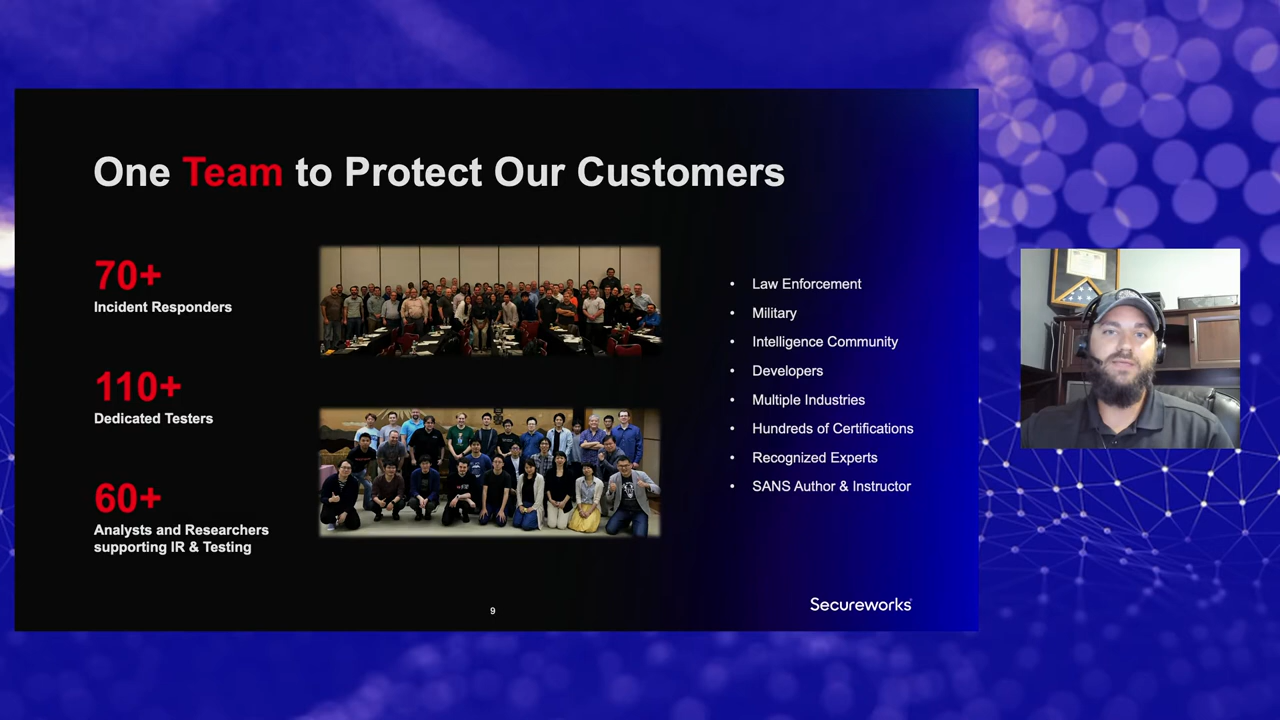 One Team to Protect Our Customers
70+
Incident Responders
110+
Dedicated Testers
60+
Analysts and Researchers
supporting IR & Testing
• Law Enforcement
• Military
• Intelligence Community
• Developers
• Multiple Industries
• Hundreds of Certifications
• Recognized Experts
• SANS Author & Instructor
9
Secureworks